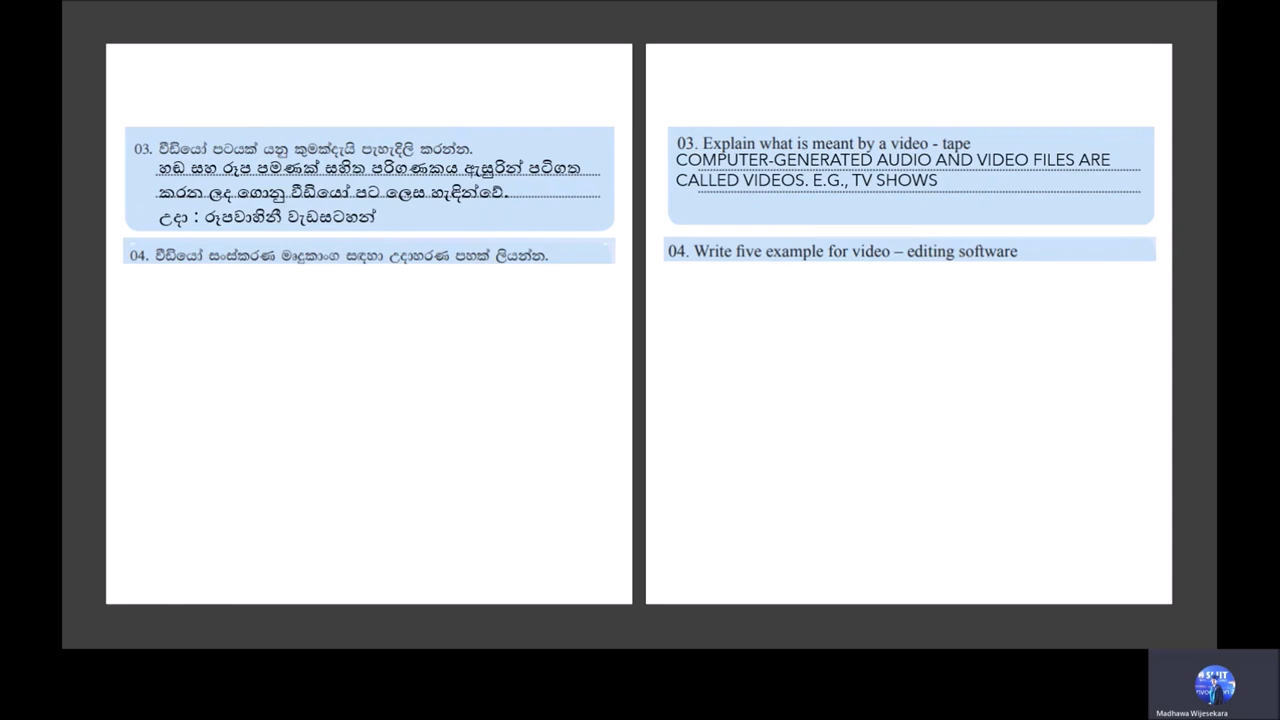 03. වීඩියෝ පටයක් යනු කුමක්දැයි පැහැදිලි කරන්න.
හඬ සහ රූප පමණක් සහිත පරිගණකය ඇසුරින් පටිගත
කරන ලද ගොනු වීඩියෝ පට ලෙස හැඳින්වේ.
උදා : රූපවාහිනී වැඩසටහන්
04. වීඩියෝ සංස්කරණ මෘදුකාංග සඳහා උදාහරණ පහක් ලියන්න.
03. Explain what is meant by a video - tape
COMPUTER-GENERATED AUDIO AND VIDEO FILES ARE
CALLED VIDEOS. E.G., TV SHOWS
04. Write five example for video – editing software
Madhawa Wijesekara